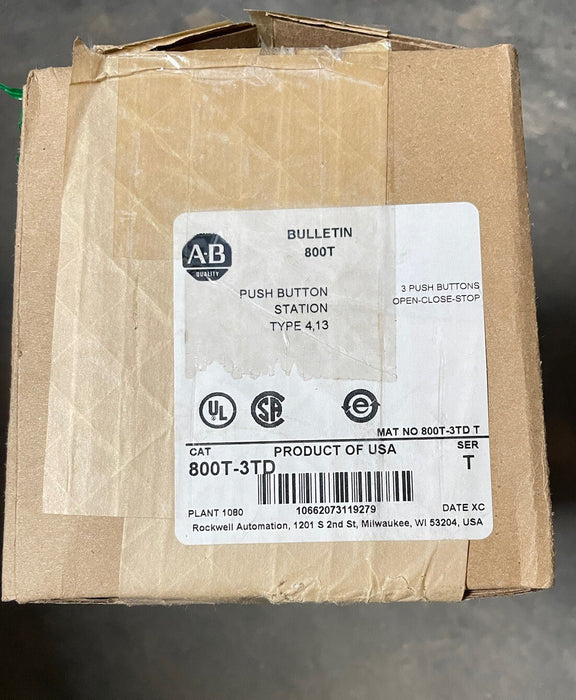 BULLETIN
800T
A-B
QUALITY
PUSH BUTTON
STATION
TYPE 4,13
3 PUSH BUTTONS
OPEN-CLOSE-STOP
UL
SA
e
MAT NO 800T-3TD T
CAT
PRODUCT OF USA
SER
800T-3TD
T
PLANT 1080
10662073119279
DATE XC
Rockwell Automation, 1201 S 2nd St, Milwaukee, WI 53204, USA